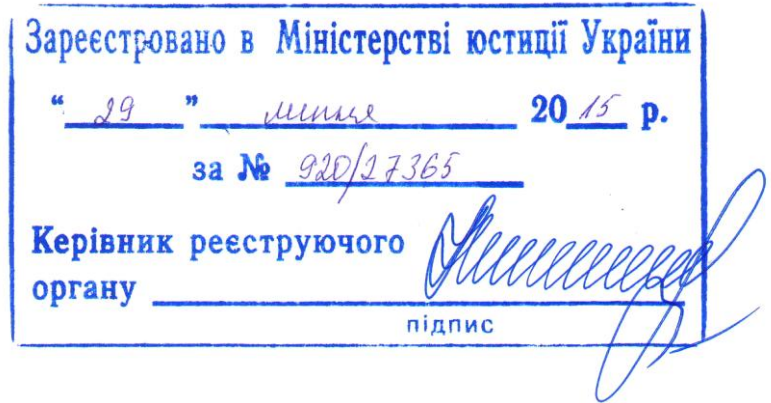 Зареєстровано в Міністерстві юстиції України
“ 29 ” липня 2015 р.
за № 920/27365
Керівник реєструючого
органу
підпис